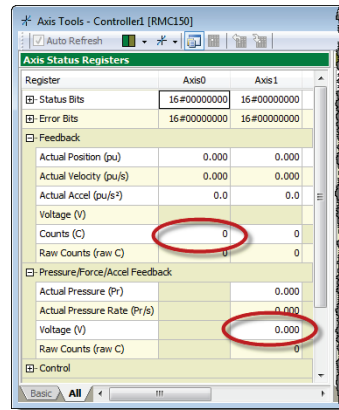 Axis Tools - Controller1 [RMC150]
Auto Refresh
Axis Status Registers
Register Axis0 Axis1
Status Bits 16#00000000 16#00000000
Error Bits 16#00000000 16#00000000
Feedback
Actual Position (pu) 0.000 0.000
Actual Velocity (pu/s) 0.000 0.000
Actual Accel (pu/s²) 0.0 0.0
Voltage (V)
Counts (C) 0 0
Raw Counts (raw C) 0 0
Pressure/Force/Accel Feedback
Actual Pressure (Pr) 0.000
Actual Pressure Rate (Pr/s) 0.000
Voltage (V) 0.000
Raw Counts (raw C) 0
Control
Basic All